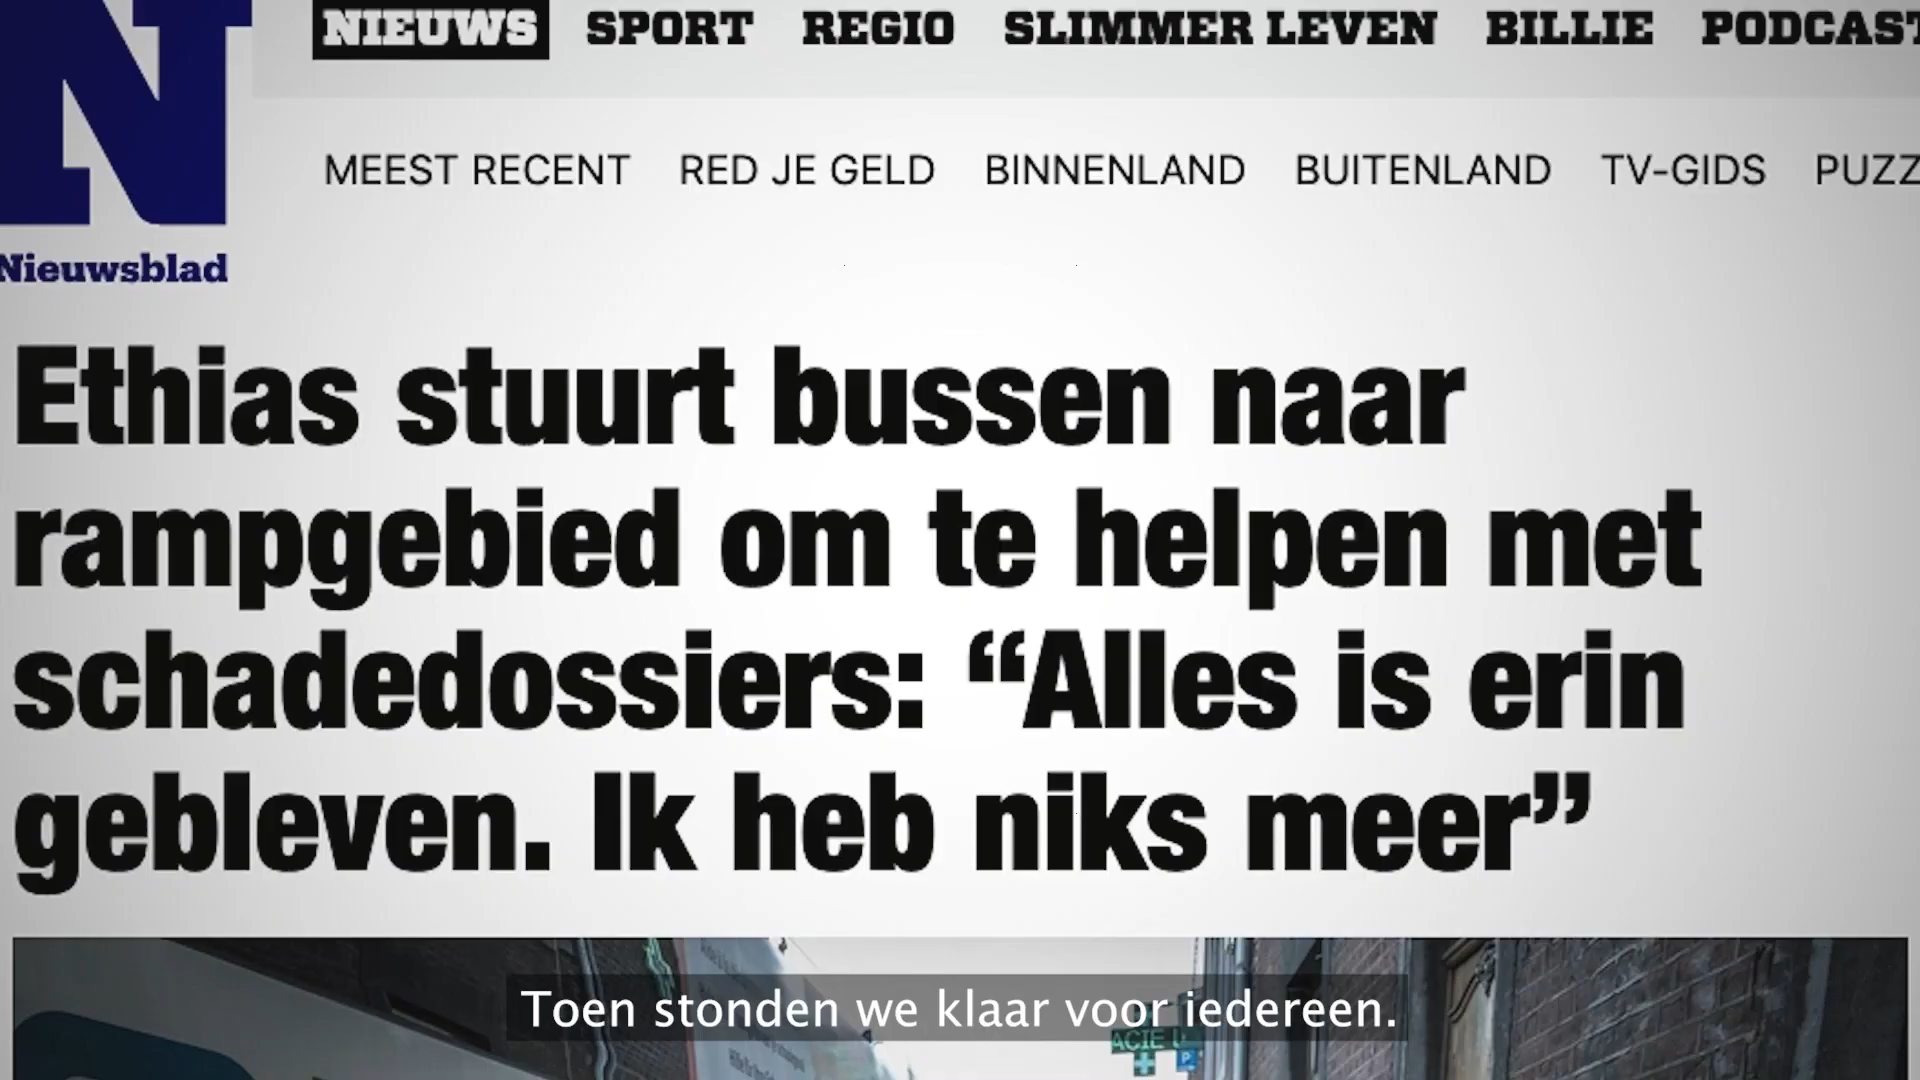 NIEUWS SPORT REGIO SLIMMER LEVEN BILLIE PODCAST
MEEST RECENT RED JE GELD BINNENLAND BUITENLAND TV-GIDS PUZZ
Nieuwsblad
Ethias stuurt bussen naar
rampgebied om te helpen met
schadedossiers: “Alles is erin
gebleven. Ik heb niks meer”
Toen stonden we klaar voor iedereen.
ACIE
P